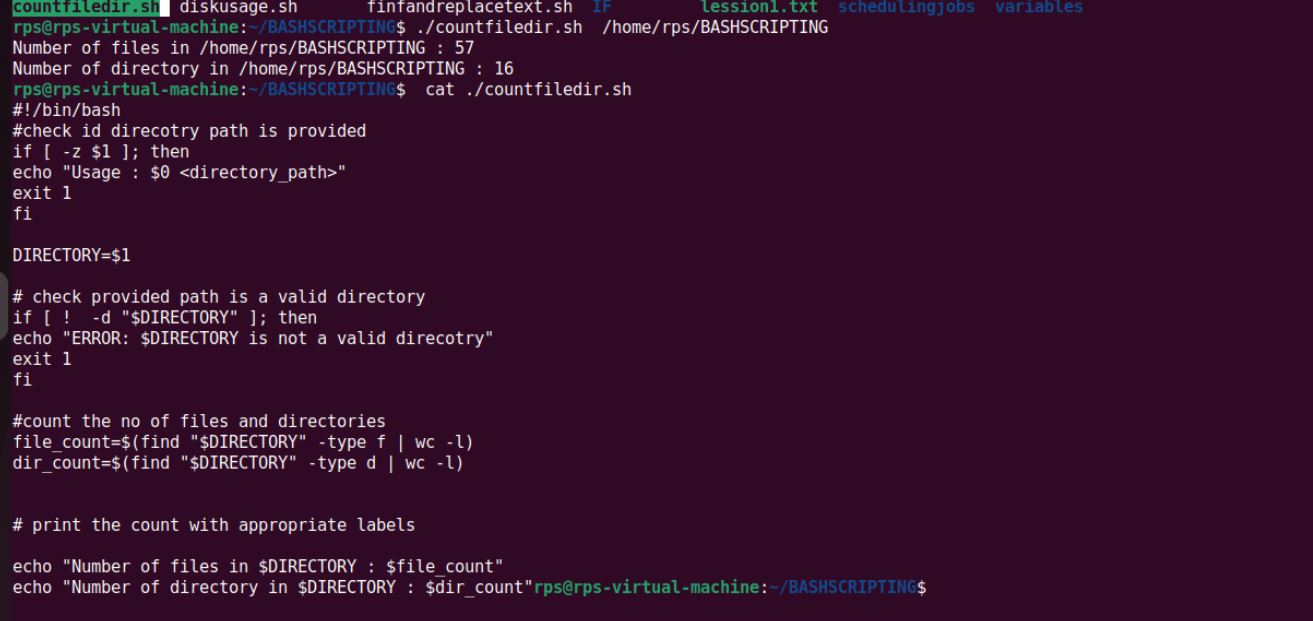 countfiledir.sh diskusage.sh finfandreplacetext.sh IF lession1.txt schedulingjobs variables
rps@rps-virtual-machine:~/BASHSCRIPTING$ ./countfiledir.sh  /home/rps/BASHSCRIPTING
Number of files in /home/rps/BASHSCRIPTING : 57
Number of directory in /home/rps/BASHSCRIPTING : 16
rps@rps-virtual-machine:~/BASHSCRIPTING$  cat ./countfiledir.sh
#!/bin/bash
#check id direcotry path is provided
if [ -z $1 ]; then
echo "Usage : $0 <directory_path>"
exit 1
fi
DIRECTORY=$1
# check provided path is a valid directory
if [ !  -d "$DIRECTORY" ]; then
echo "ERROR: $DIRECTORY is not a valid direcotry"
exit 1
fi
#count the no of files and directories
file_count=$(find "$DIRECTORY" -type f | wc -l)
dir_count=$(find "$DIRECTORY" -type d | wc -l)
# print the count with appropriate labels
echo "Number of files in $DIRECTORY : $file_count"
echo "Number of directory in $DIRECTORY : $dir_count"rps@rps-virtual-machine:~/BASHSCRIPTING$